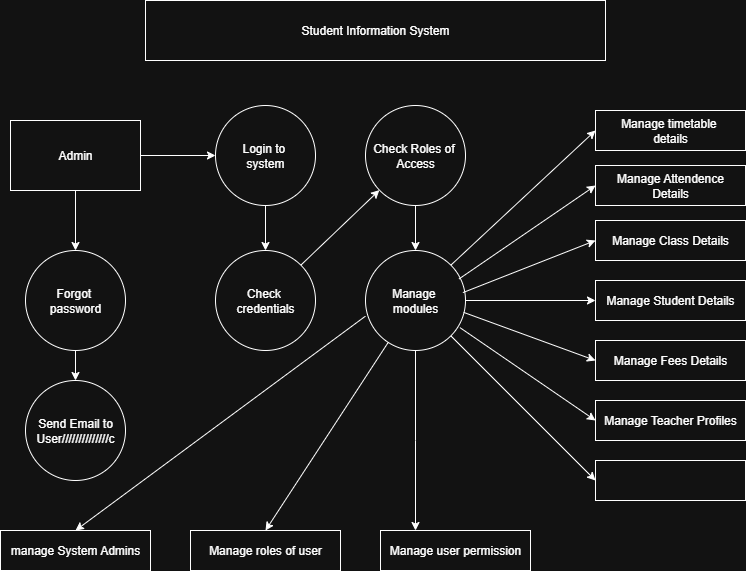 Student Information System
Admin
Login to
system
Check Roles of
Access
Manage timetable
details
Manage Attendence
Details
Manage Class Details
Forgot
password
Check
credentials
Manage
modules
Manage Student Details
Manage Fees Details
Send Email to
User//////////////c
Manage Teacher Profiles
manage System Admins
Manage roles of user
Manage user permission